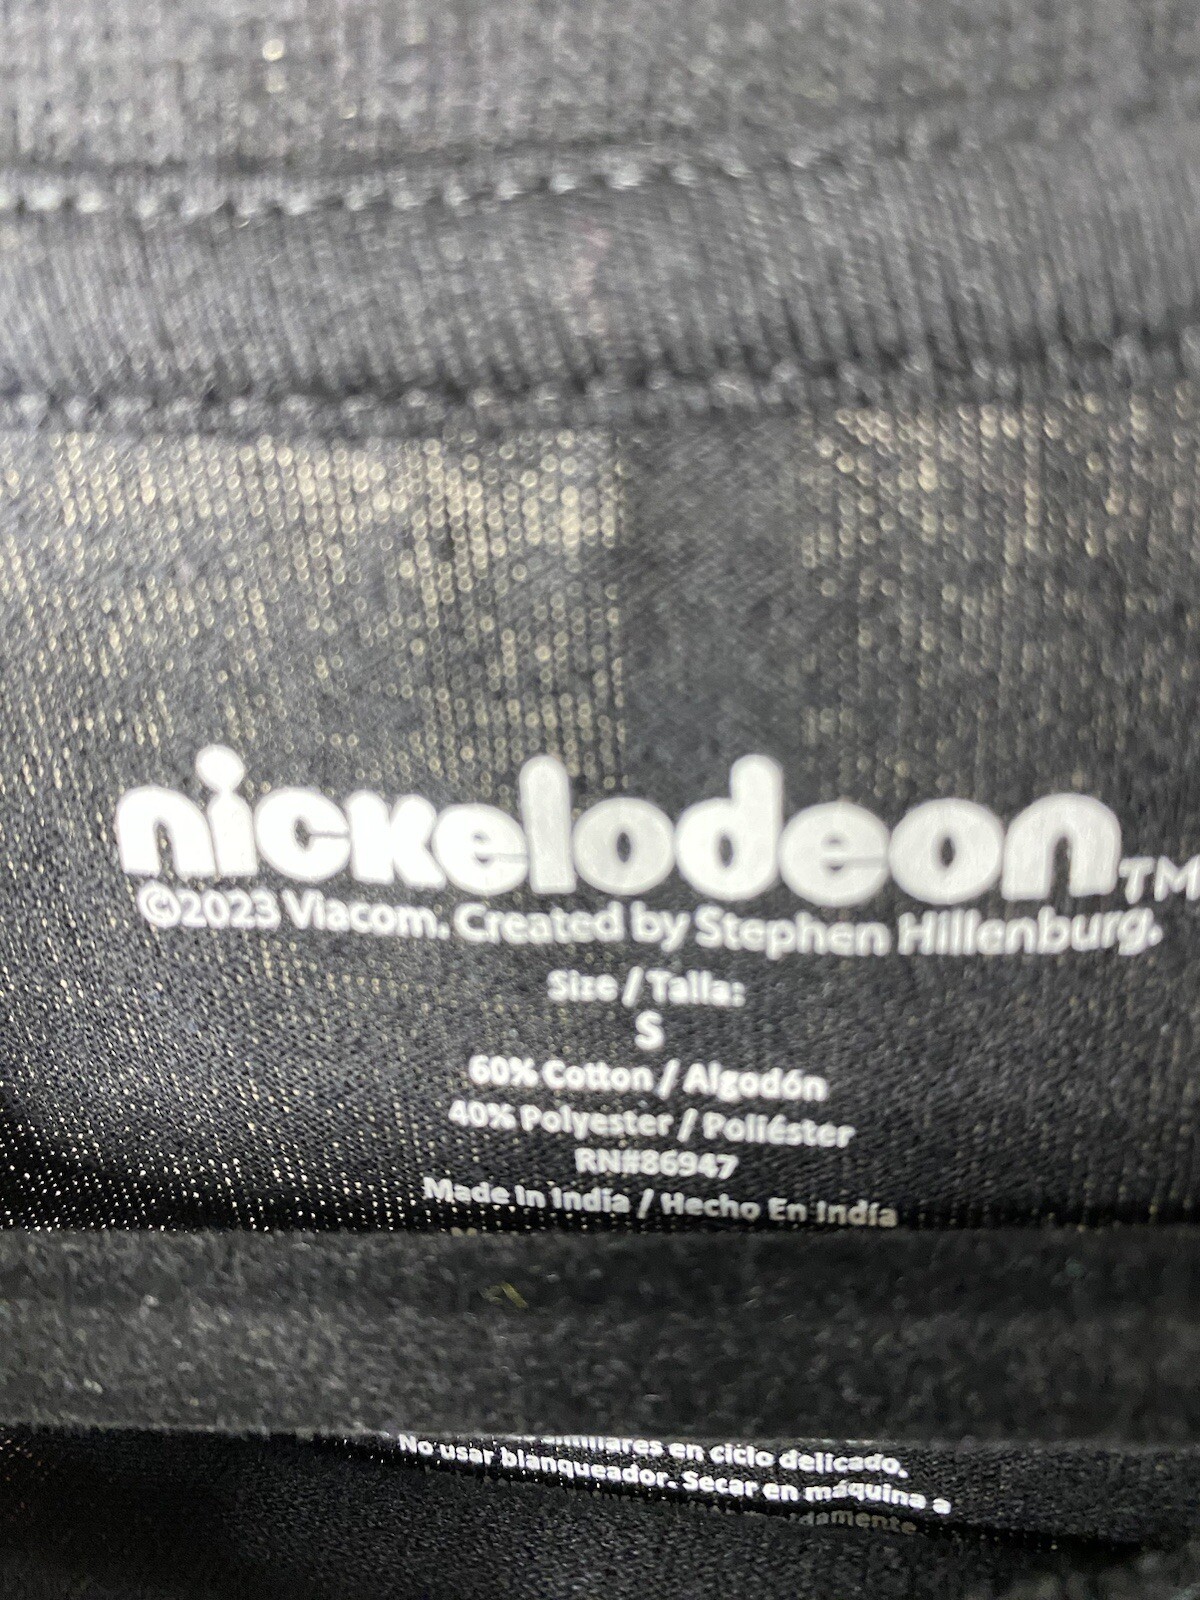 nickelodeon™
©2023 Viacom. Created by Stephen Hillenburg.
Size / Talla:
S
60% Cotton / Algodón
40% Polyester / Poliéster
RN#86947
Made In India / Hecho En India
similares en ciclo delicado.
No usar blanqueador. Secar en máquina a